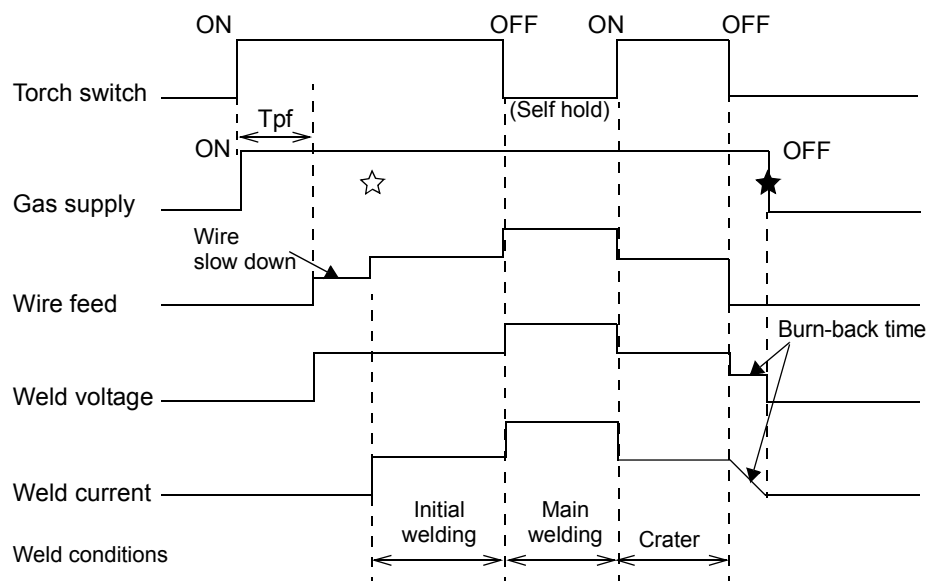 ON OFF ON OFF
Torch switch
(Self hold)
Tpf
ON OFF
Gas supply
Wire
slow down
Wire feed
Burn-back time
Weld voltage
Weld current
Initial
welding
Main
welding
Crater
Weld conditions